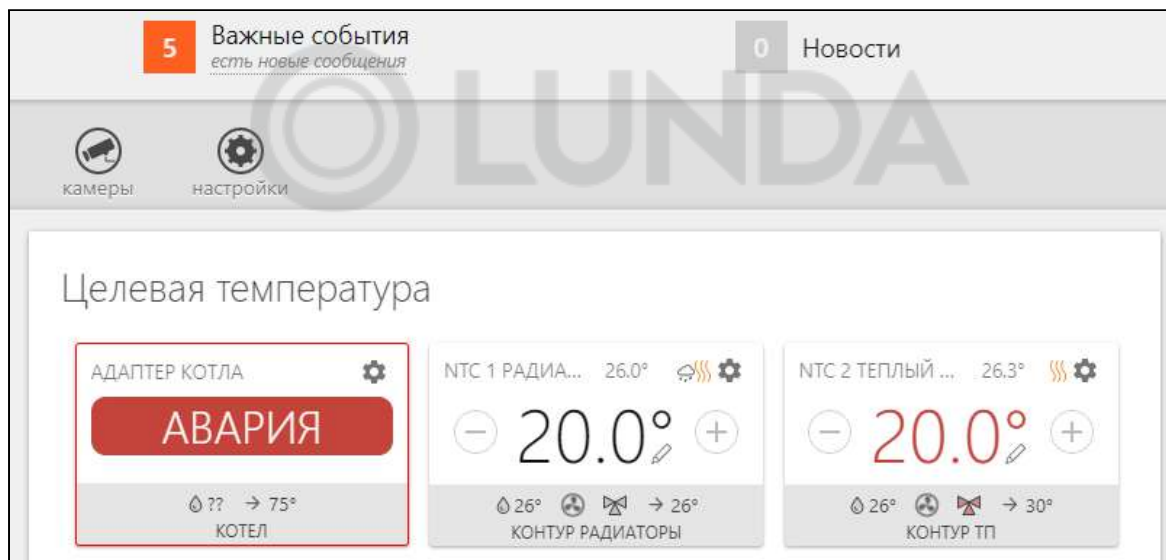 5 Важные события
есть новые сообщения
0 Новости
LUNDA
камеры
настройки
Целевая температура
АДАПТЕР КОТЛА
АВАРИЯ
?? → 75°
КОТЕЛ
NTC 1 РАДИА... 26.0°
− 20.0° +
26° → 26°
КОНТУР РАДИАТОРЫ
NTC 2 ТЕПЛЫЙ ... 26.3°
− 20.0° +
26° → 30°
КОНТУР ТП